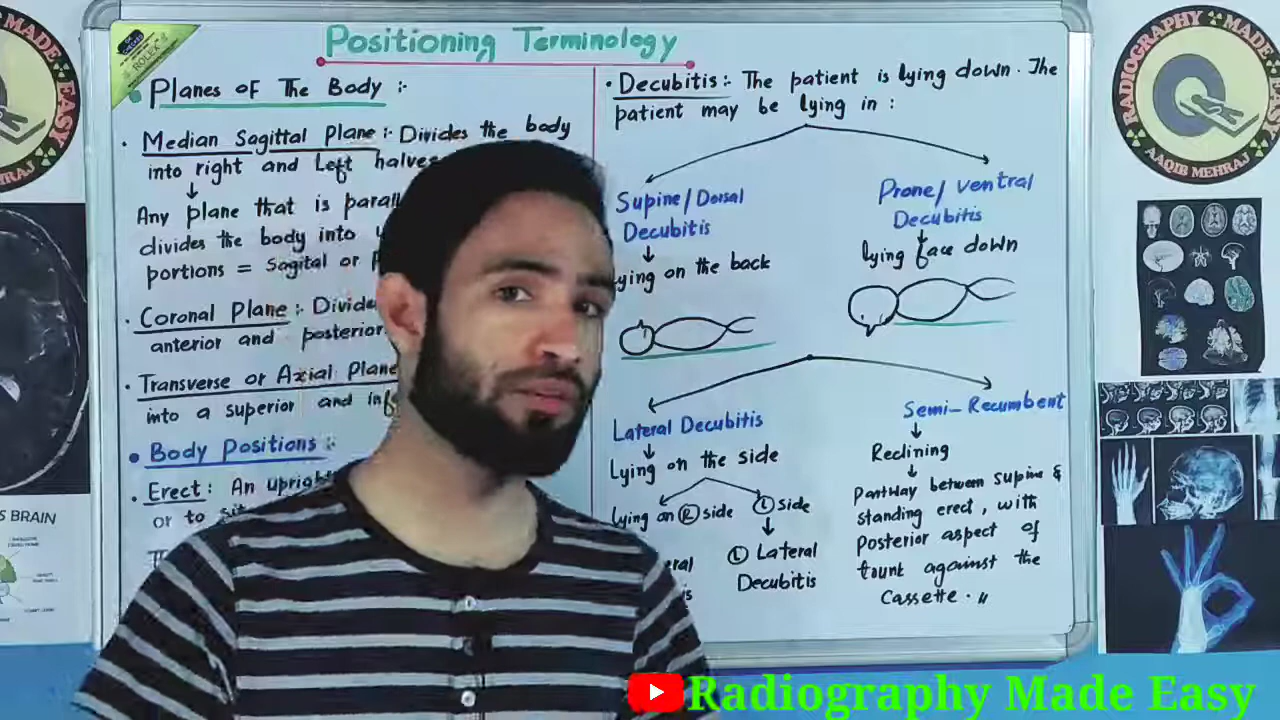 Positioning Terminology
• Planes OF The Body :-
• Median Sagittal Plane :- Divides the body
into right and Left halves
Any plane that is
divides the body into
portions = Sagital or
• Coronal Plane :-
anterior and posterior
• Transverse or Axial Plane
into a superior and
• Body Positions :-
• Erect : An
or to
• Decubitis :- The patient is lying down. The
patient may be lying in :
Supine / Dorsal
Decubitis
lying on the back
Prone / Ventral
Decubitis
lying face down
Lateral Decubitis
Lying on the side
lying on R side
L side
L Lateral
Decubitis
Semi-Recumbent
Reclining
Partway between supine &
standing erect, with
Posterior aspect of
trunk against the
Cassette. "
ROLEX
RADIOGRAPHY MADE EASY
AAQIB MEHRAJ
MADE EASY
BRAIN
Radiography Made Easy